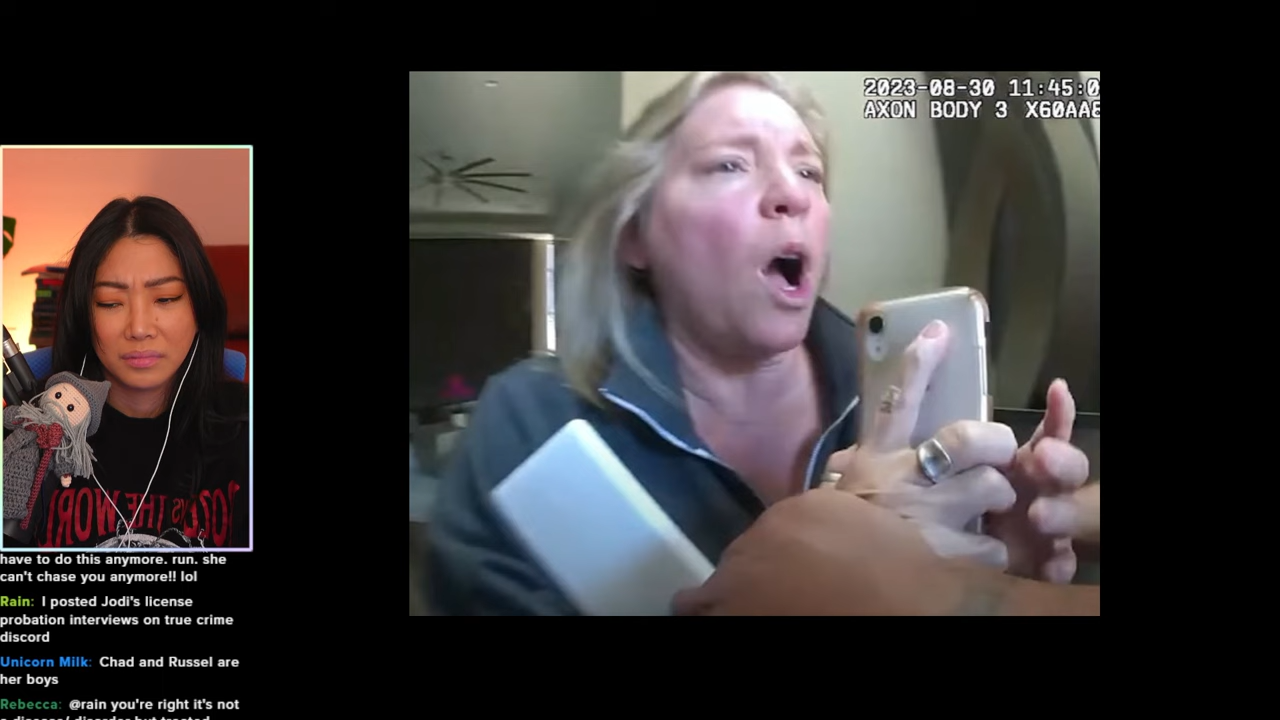 2023-08-30 11:45:0
AXON BODY 3 X60AA8
have to do this anymore. run. she
can't chase you anymore!! lol
Rain: I posted Jodi's license
probation interviews on true crime
discord
Unicorn Milk: Chad and Russel are
her boys
Rebecca: @rain you're right it's not